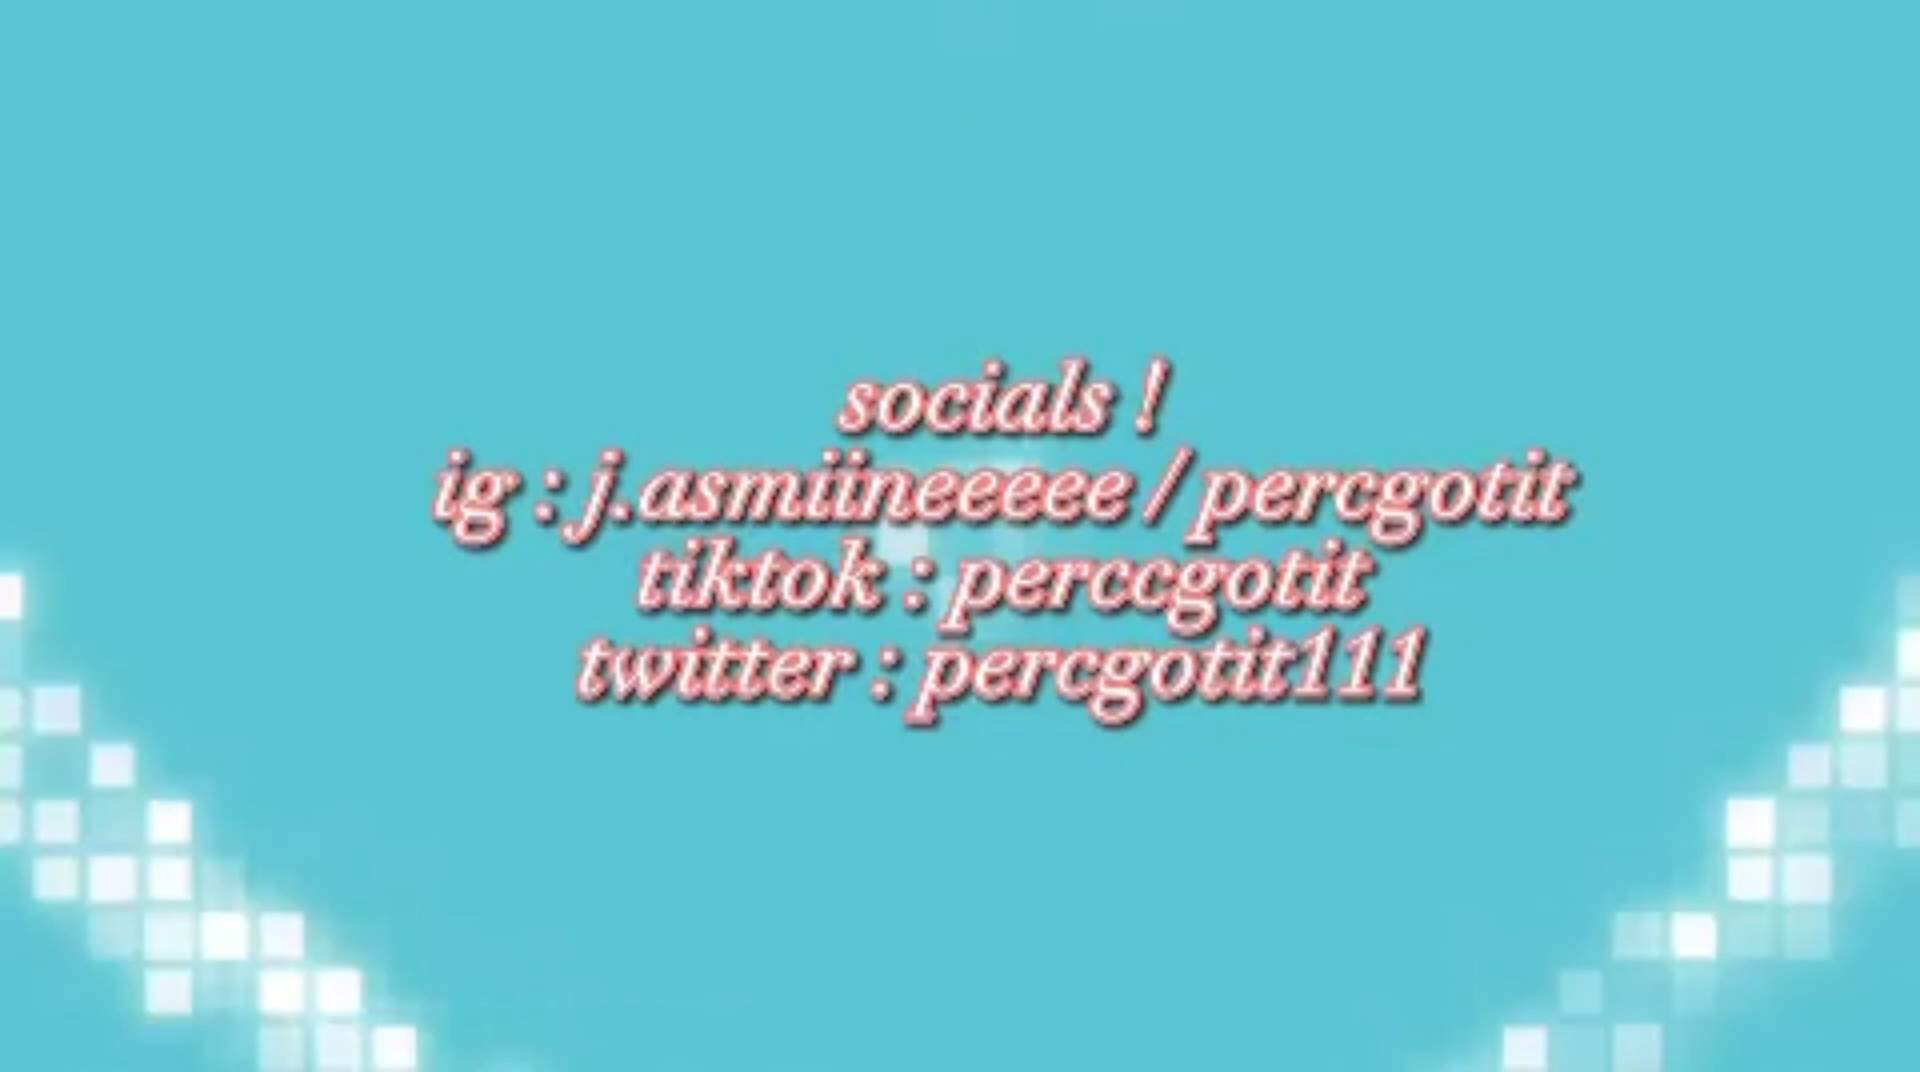 socials !
ig : j.asmiineeeee / percgotit
tiktok : perccgotit
twitter : percgotit111